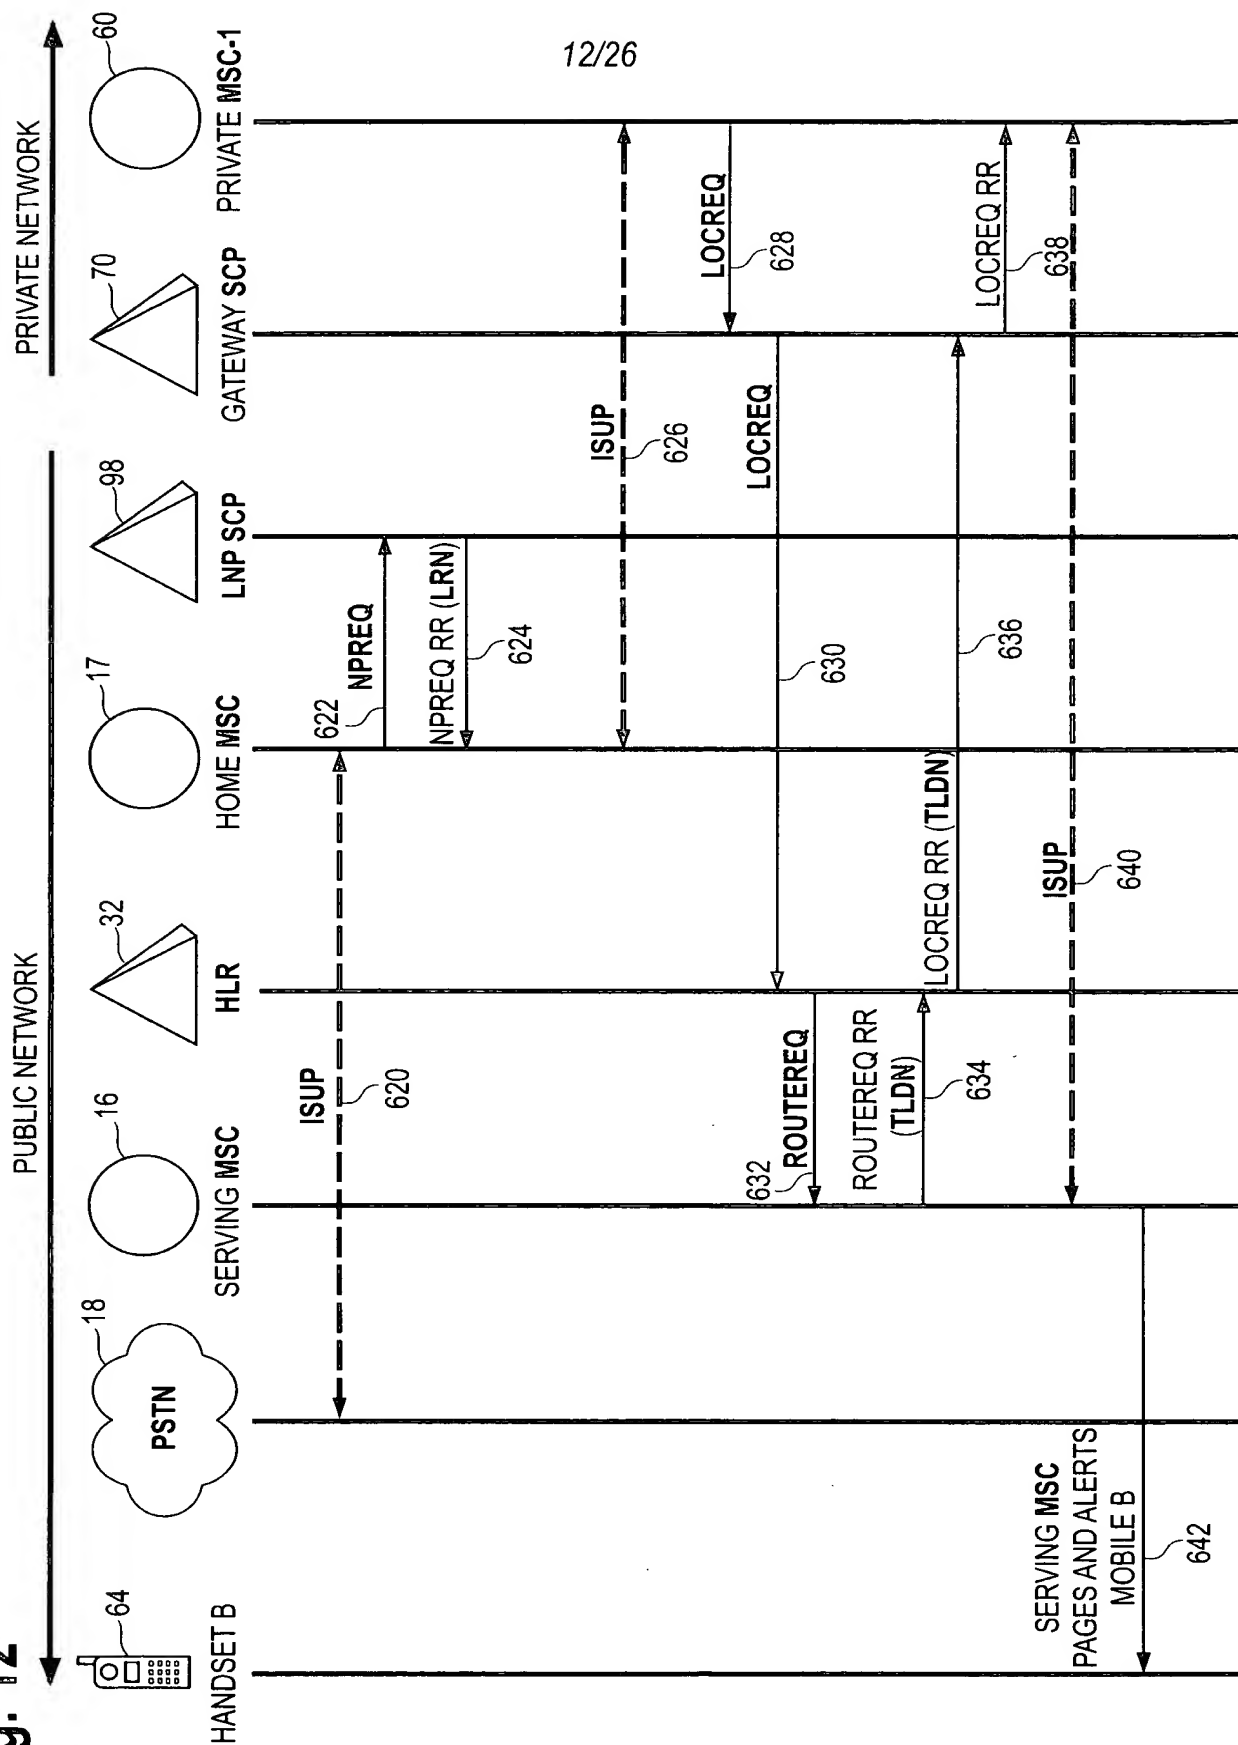 12/26
g. 12
PUBLIC NETWORK
PRIVATE NETWORK
64
18
16
32
17
98
70
60
PSTN
HANDSET B
SERVING MSC
HLR
HOME MSC
LNP SCP
GATEWAY SCP
PRIVATE MSC-1
ISUP
620
622
NPREQ
NPREQ RR (LRN)
624
ISUP
626
LOCREQ
628
LOCREQ
630
632
ROUTEREQ
ROUTEREQ RR
(TLDN)
634
LOCREQ RR (TLDN)
636
LOCREQ RR
638
ISUP
640
SERVING MSC
PAGES AND ALERTS
MOBILE B
642